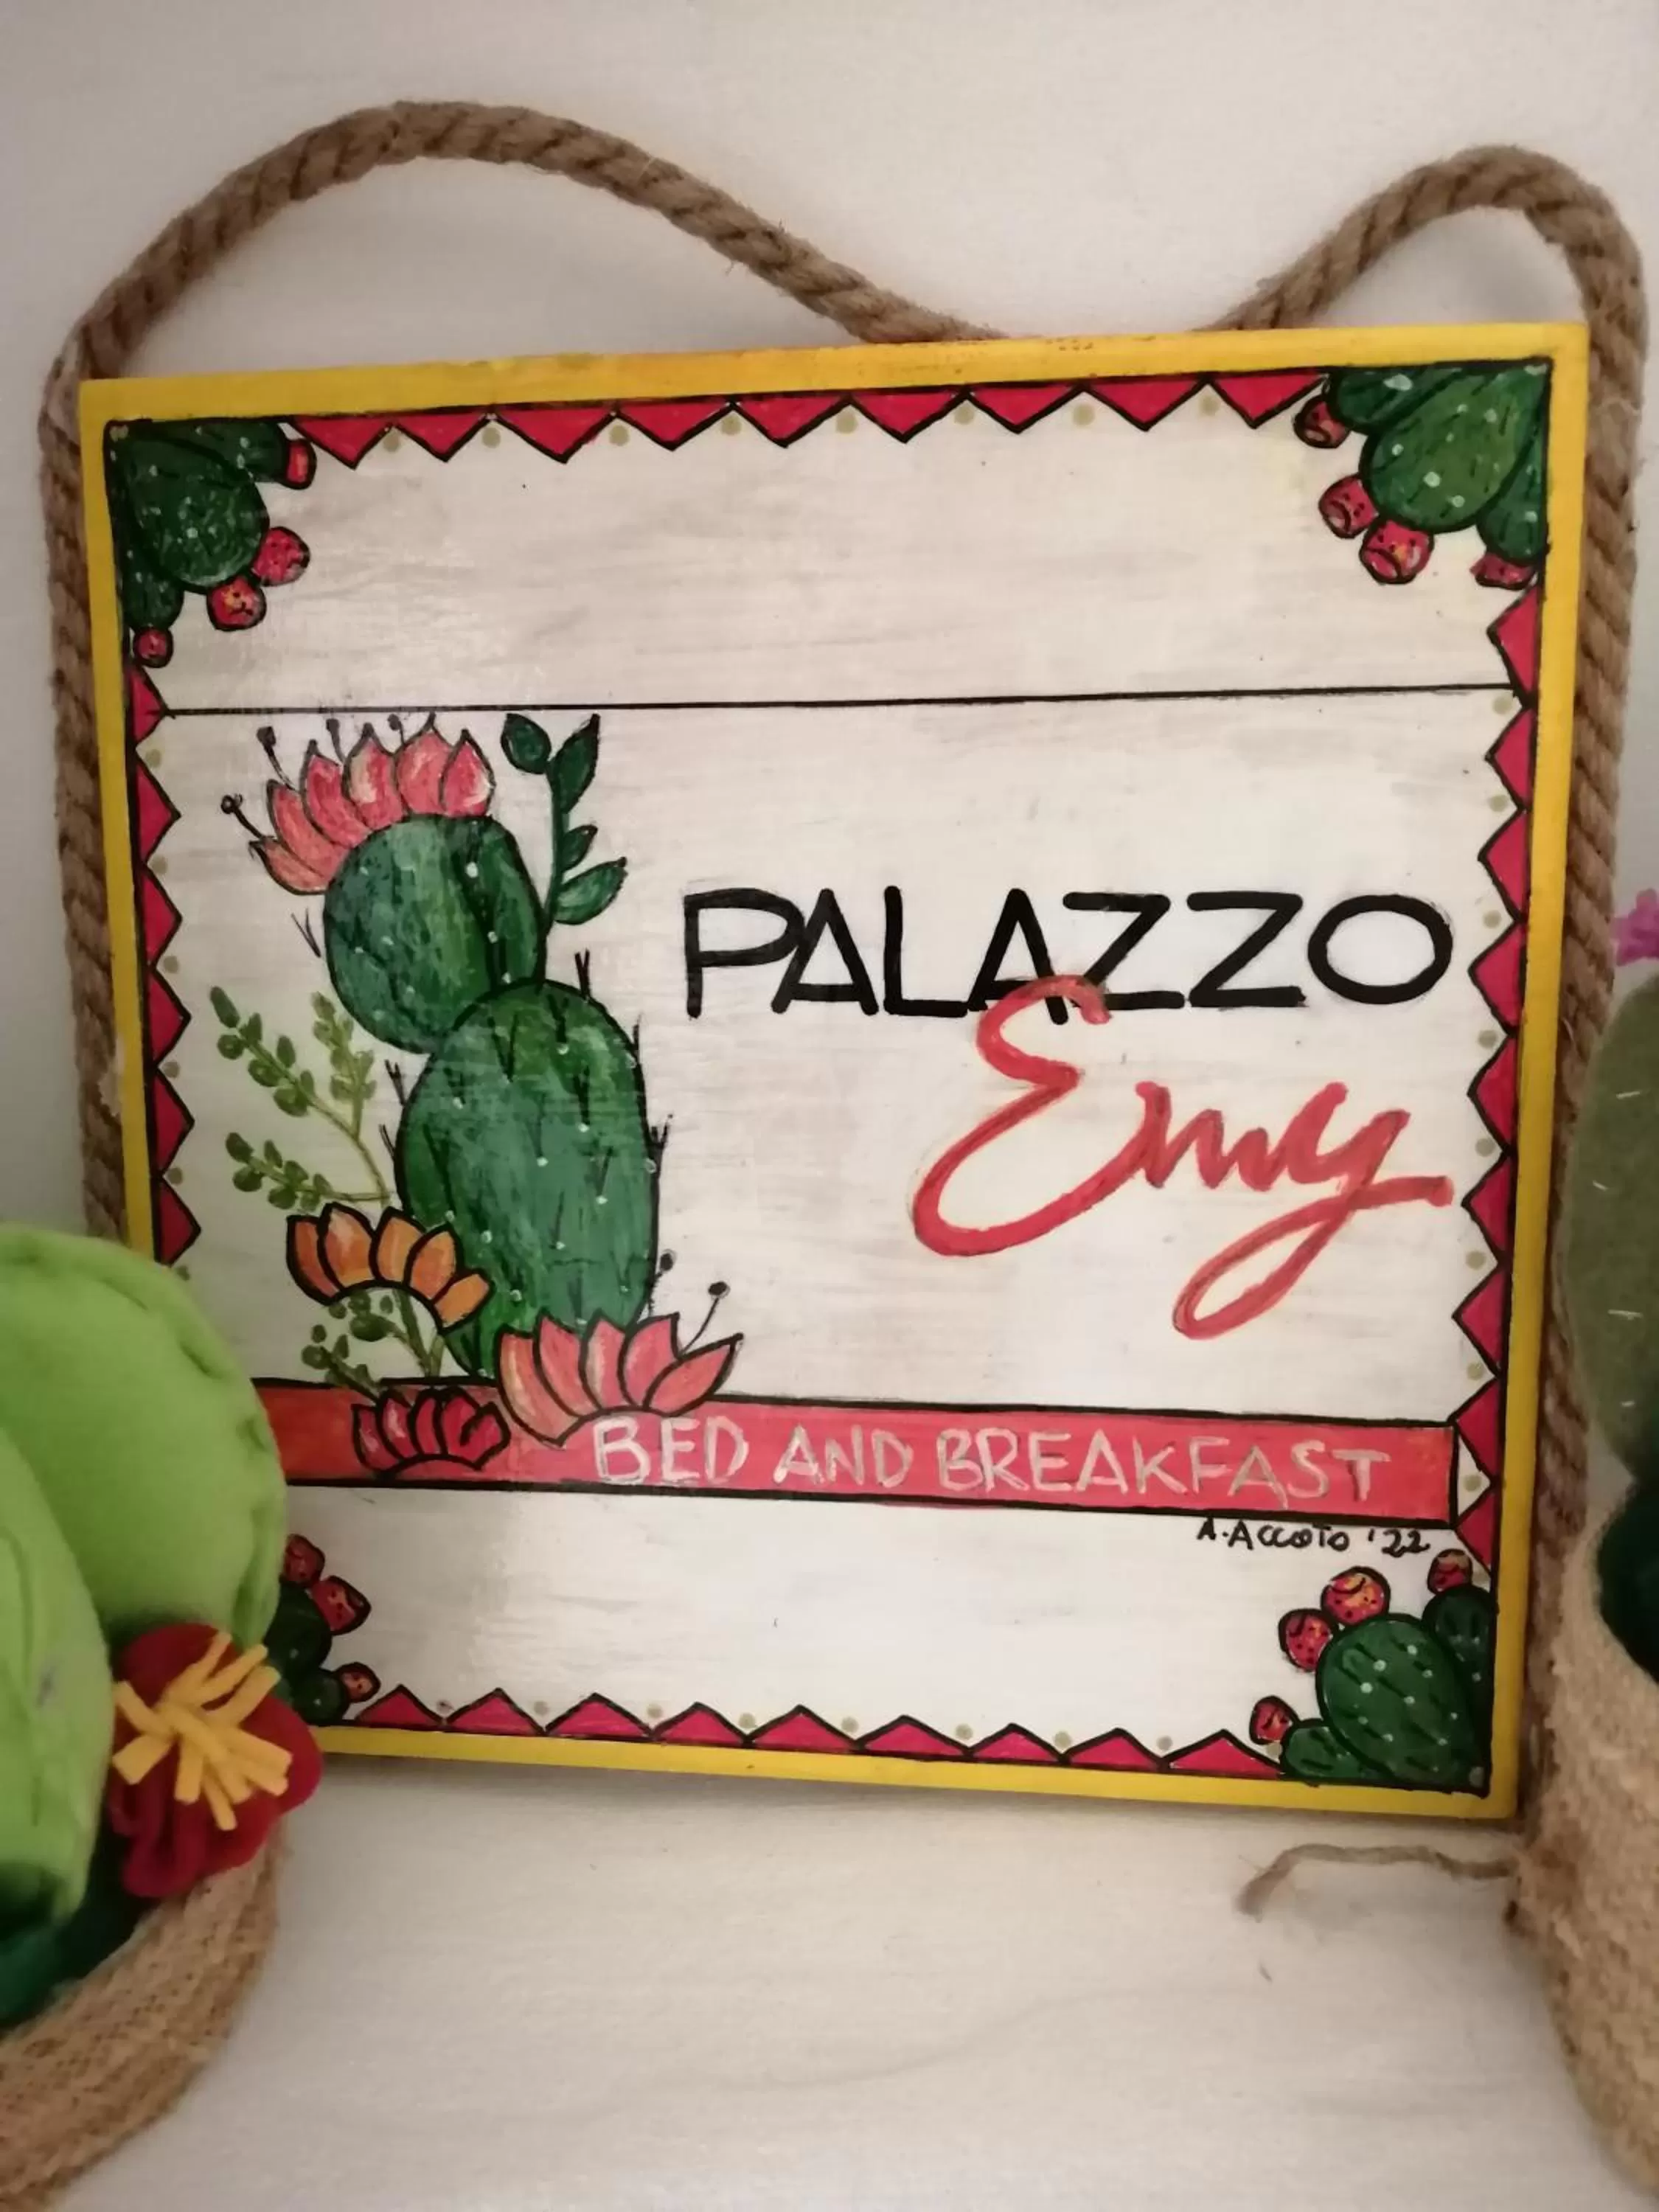 PALAZZO
Emy
BED AND BREAKFAST
A. ACCOTO '22